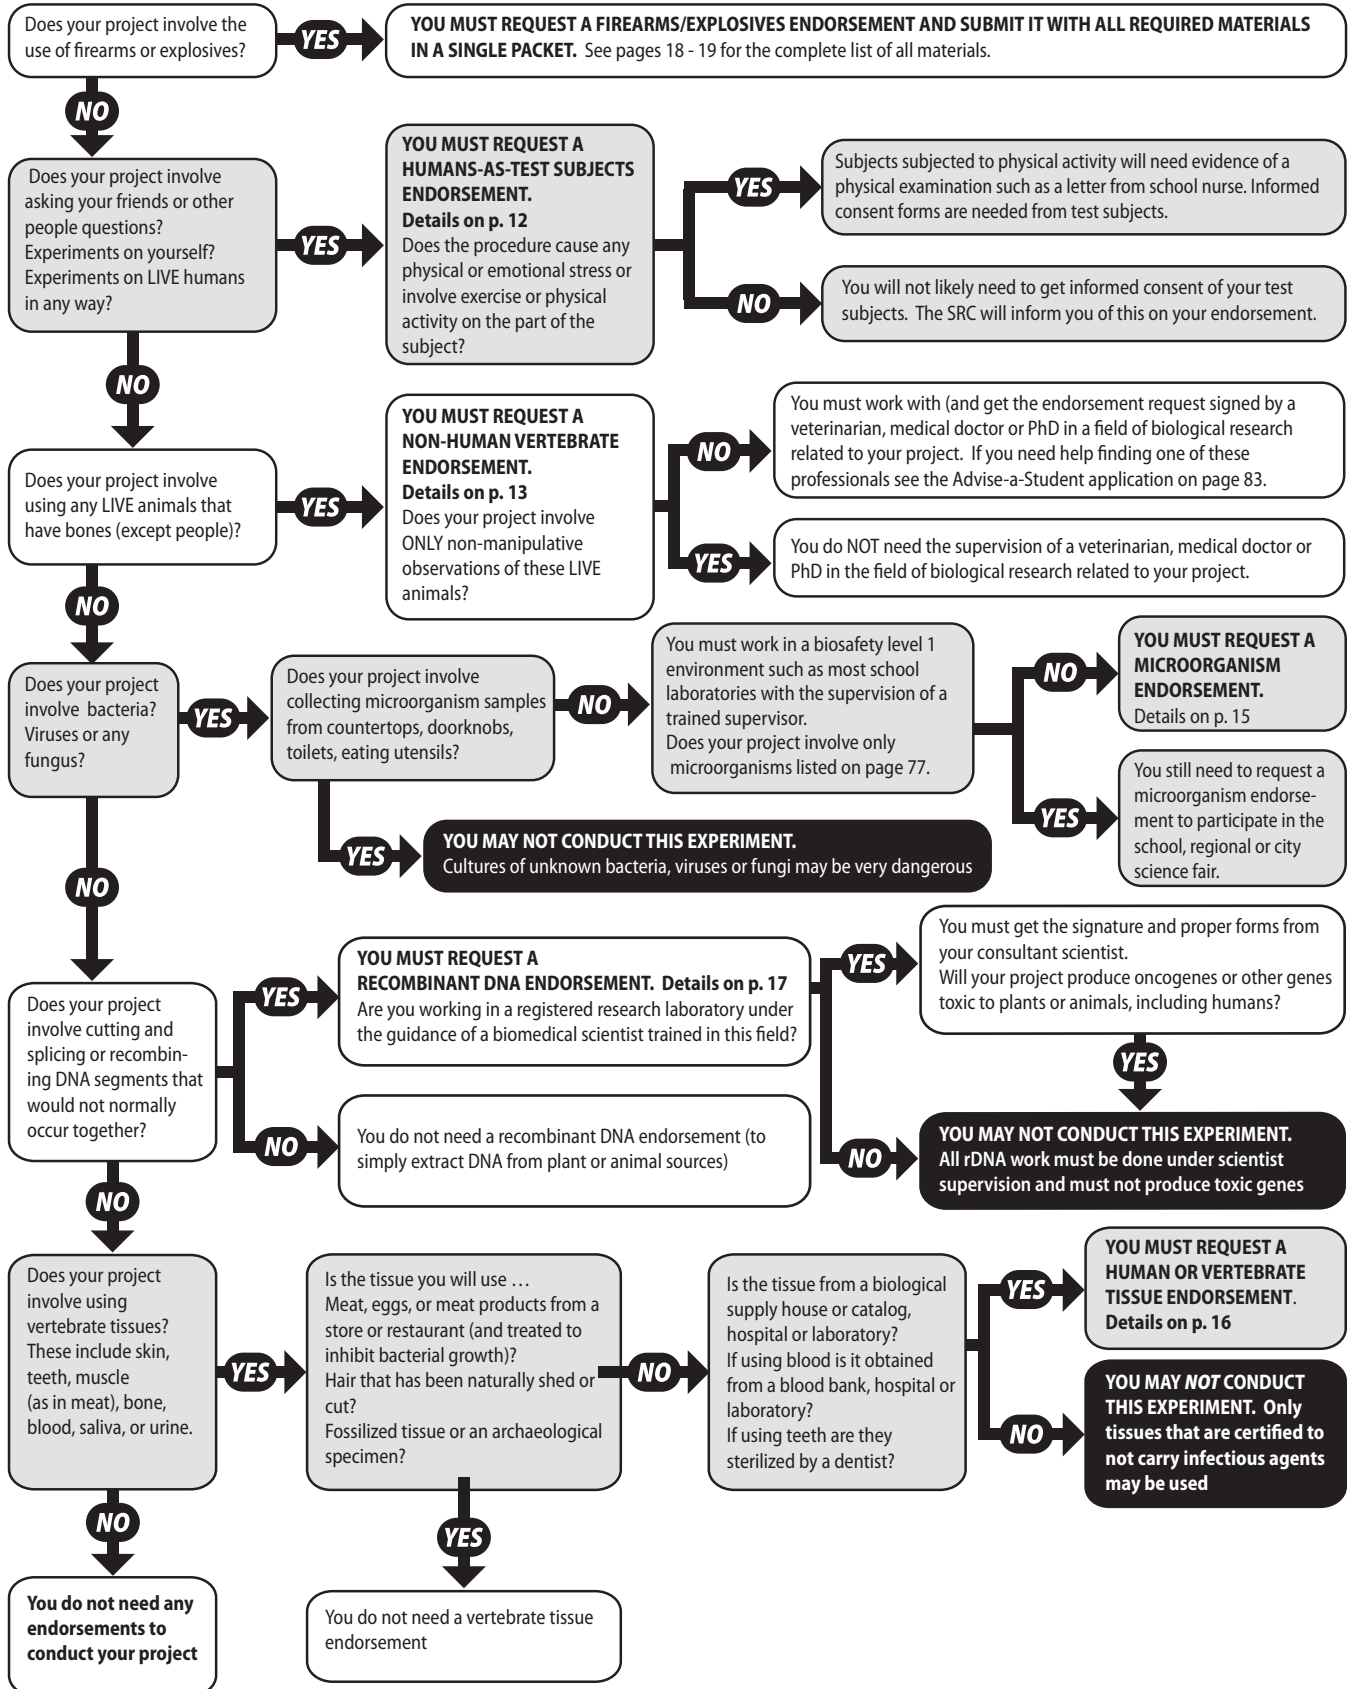 Does your project involve the
use of firearms or explosives?
YES
YOU MUST REQUEST A FIREARMS/EXPLOSIVES ENDORSEMENT AND SUBMIT IT WITH ALL REQUIRED MATERIALS
IN A SINGLE PACKET. See pages 18 - 19 for the complete list of all materials.
NO
Does your project involve
asking your friends or other
people questions?
Experiments on yourself?
Experiments on LIVE humans
in any way?
YES
YOU MUST REQUEST A
HUMANS-AS-TEST SUBJECTS
ENDORSEMENT.
Details on p. 12
Does the procedure cause any
physical or emotional stress or
involve exercise or physical
activity on the part of the
subject?
YES
Subjects subjected to physical activity will need evidence of a
physical examination such as a letter from school nurse. Informed
consent forms are needed from test subjects.
NO
You will not likely need to get informed consent of your test
subjects. The SRC will inform you of this on your endorsement.
NO
Does your project involve
using any LIVE animals that
have bones (except people)?
YES
YOU MUST REQUEST A
NON-HUMAN VERTEBRATE
ENDORSEMENT.
Details on p. 13
Does your project involve
ONLY non-manipulative
observations of these LIVE
animals?
NO
You must work with (and get the endorsement request signed by a
veterinarian, medical doctor or PhD in a field of biological research
related to your project. If you need help finding one of these
professionals see the Advise-a-Student application on page 83.
YES
You do NOT need the supervision of a veterinarian, medical doctor or
PhD in the field of biological research related to your project.
NO
Does your project
involve bacteria?
Viruses or any
fungus?
YES
Does your project involve
collecting microorganism samples
from countertops, doorknobs,
toilets, eating utensils?
NO
You must work in a biosafety level 1
environment such as most school
laboratories with the supervision of a
trained supervisor.
Does your project involve only
microorganisms listed on page 77.
NO
YOU MUST REQUEST A
MICROORGANISM
ENDORSEMENT.
Details on p. 15
YES
You still need to request a
microorganism endorse-
ment to participate in the
school, regional or city
science fair.
YES
YOU MAY NOT CONDUCT THIS EXPERIMENT.
Cultures of unknown bacteria, viruses or fungi may be very dangerous
NO
Does your project
involve cutting and
splicing or recombin-
ing DNA segments that
would not normally
occur together?
YES
YOU MUST REQUEST A
RECOMBINANT DNA ENDORSEMENT. Details on p. 17
Are you working in a registered research laboratory under
the guidance of a biomedical scientist trained in this field?
NO
You do not need a recombinant DNA endorsement (to
simply extract DNA from plant or animal sources)
YES
You must get the signature and proper forms from
your consultant scientist.
Will your project produce oncogenes or other genes
toxic to plants or animals, including humans?
YES
NO
YOU MAY NOT CONDUCT THIS EXPERIMENT.
All rDNA work must be done under scientist
supervision and must not produce toxic genes
NO
Does your project
involve using
vertebrate tissues?
These include skin,
teeth, muscle
(as in meat), bone,
blood, saliva, or urine.
YES
Is the tissue you will use …
Meat, eggs, or meat products from a
store or restaurant (and treated to
inhibit bacterial growth)?
Hair that has been naturally shed or
cut?
Fossilized tissue or an archaeological
specimen?
NO
Is the tissue from a biological
supply house or catalog,
hospital or laboratory?
If using blood is it obtained
from a blood bank, hospital or
laboratory?
If using teeth are they
sterilized by a dentist?
YES
YOU MUST REQUEST A
HUMAN OR VERTEBRATE
TISSUE ENDORSEMENT.
Details on p. 16
NO
YOU MAY NOT CONDUCT
THIS EXPERIMENT. Only
tissues that are certified to
not carry infectious agents
may be used
NO
You do not need any
endorsements to
conduct your project
YES
You do not need a vertebrate tissue
endorsement